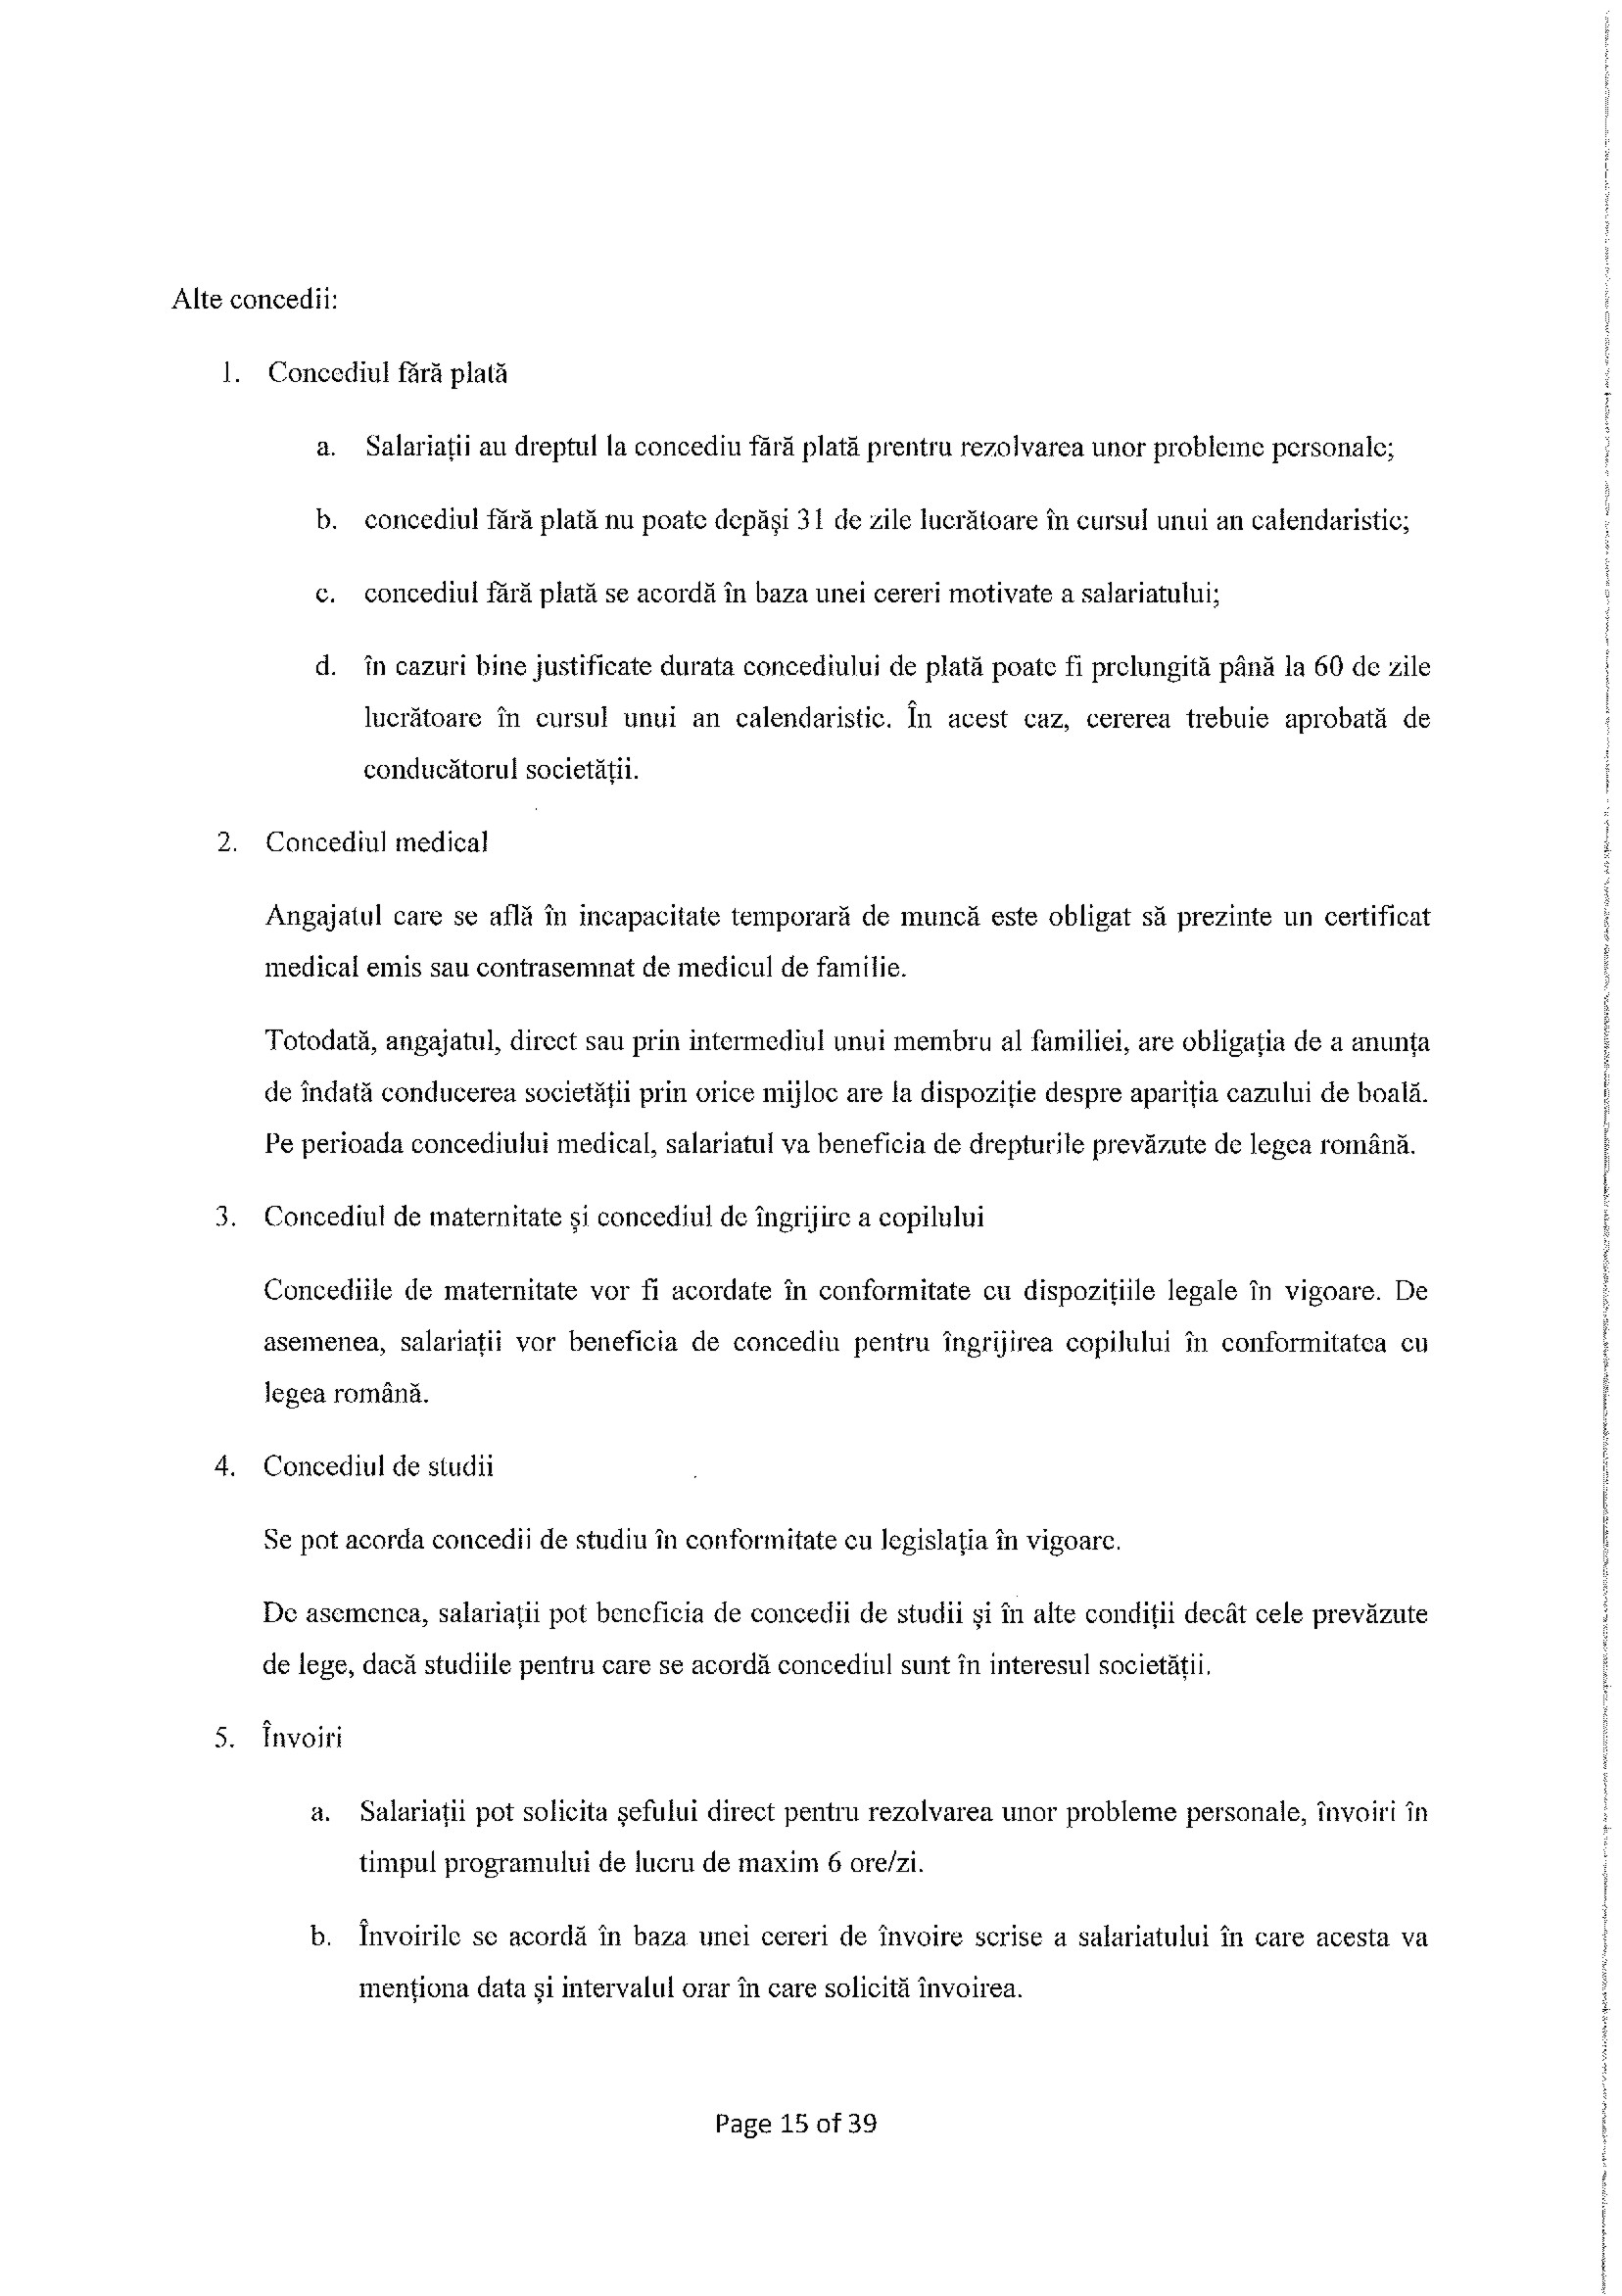 Alte concedii:
1. Concediul fără plată
a. Salariații au dreptul la concediu fără plată prentru rezolvarea unor probleme personale;
b. concediul fără plată nu poate depăși 31 de zile lucrătoare în cursul unui an calendaristic;
c. concediul fără plată se acordă în baza unei cereri motivate a salariatului;
d. în cazuri bine justificate durata concediului de plată poate fi prelungită până la 60 de zile
lucrătoare în cursul unui an calendaristic. În acest caz, cererea trebuie aprobată de
conducătorul societății.
2. Concediul medical
Angajatul care se află în incapacitate temporară de muncă este obligat să prezinte un certificat
medical emis sau contrasemnat de medicul de familie.
Totodată, angajatul, direct sau prin intermediul unui membru al familiei, are obligația de a anunța
de îndată conducerea societății prin orice mijloc are la dispoziție despre apariția cazului de boală.
Pe perioada concediului medical, salariatul va beneficia de drepturile prevăzute de legea română.
3. Concediul de maternitate și concediul de îngrijire a copilului
Concediile de maternitate vor fi acordate în conformitate cu dispozițiile legale în vigoare. De
asemenea, salariații vor beneficia de concediu pentru îngrijirea copilului în conformitatea cu
legea română.
4. Concediul de studii
Se pot acorda concedii de studiu în conformitate cu legislația în vigoare.
De asemenea, salariații pot beneficia de concedii de studii și în alte condiții decât cele prevăzute
de lege, dacă studiile pentru care se acordă concediul sunt în interesul societății.
5. Învoiri
a. Salariații pot solicita șefului direct pentru rezolvarea unor probleme personale, învoiri în
timpul programului de lucru de maxim 6 ore/zi.
b. Învoirile se acordă în baza unei cereri de învoire scrise a salariatului în care acesta va
menționa data și intervalul orar în care solicită învoirea.
Page 15 of 39